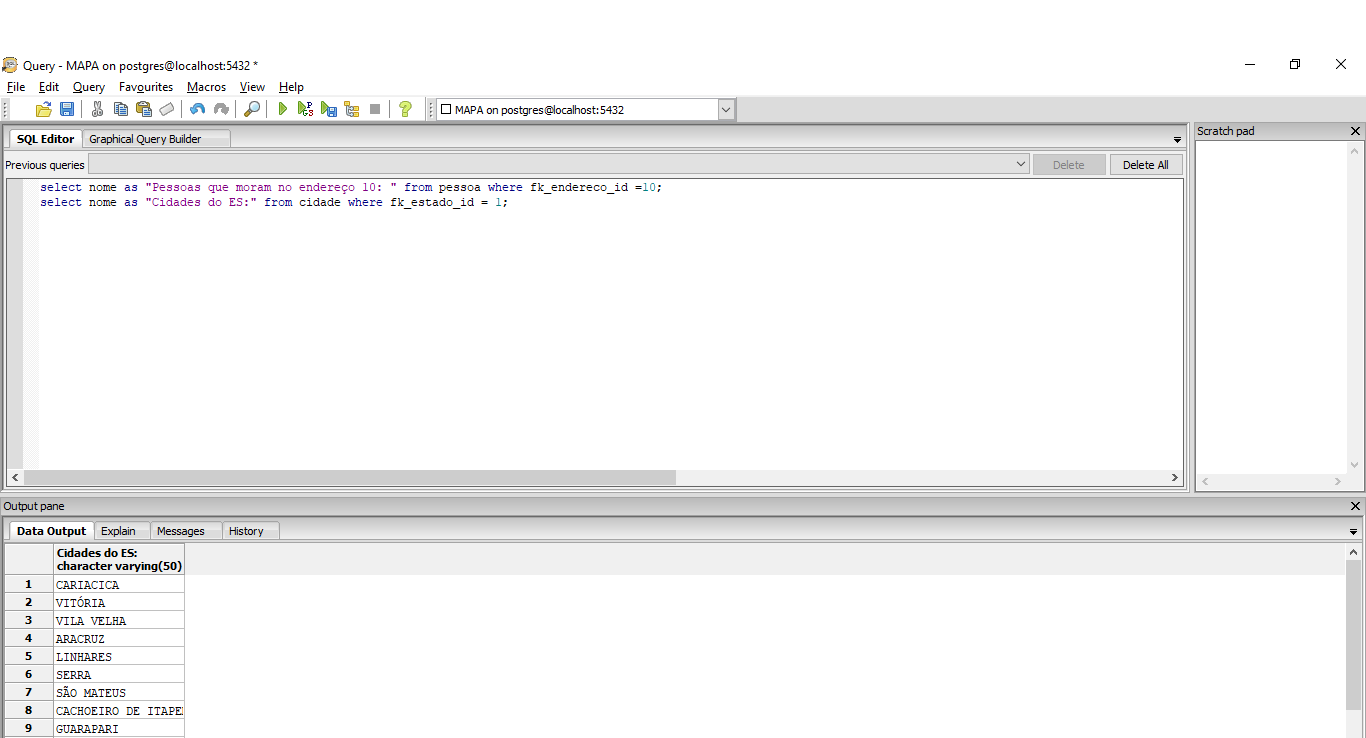 Query - MAPA on postgres@localhost:5432 *
File Edit Query Favourites Macros View Help
MAPA on postgres@localhost:5432
SQL Editor Graphical Query Builder
Scratch pad
Previous queries Delete Delete All
select nome as "Pessoas que moram no endereço 10: " from pessoa where fk_endereco_id =10;
select nome as "Cidades do ES:" from cidade where fk_estado_id = 1;
Output pane
Data Output Explain Messages History
Cidades do ES:
character varying(50)
1 CARIACICA
2 VITÓRIA
3 VILA VELHA
4 ARACRUZ
5 LINHARES
6 SERRA
7 SÃO MATEUS
8 CACHOEIRO DE
9 GUARAPARI